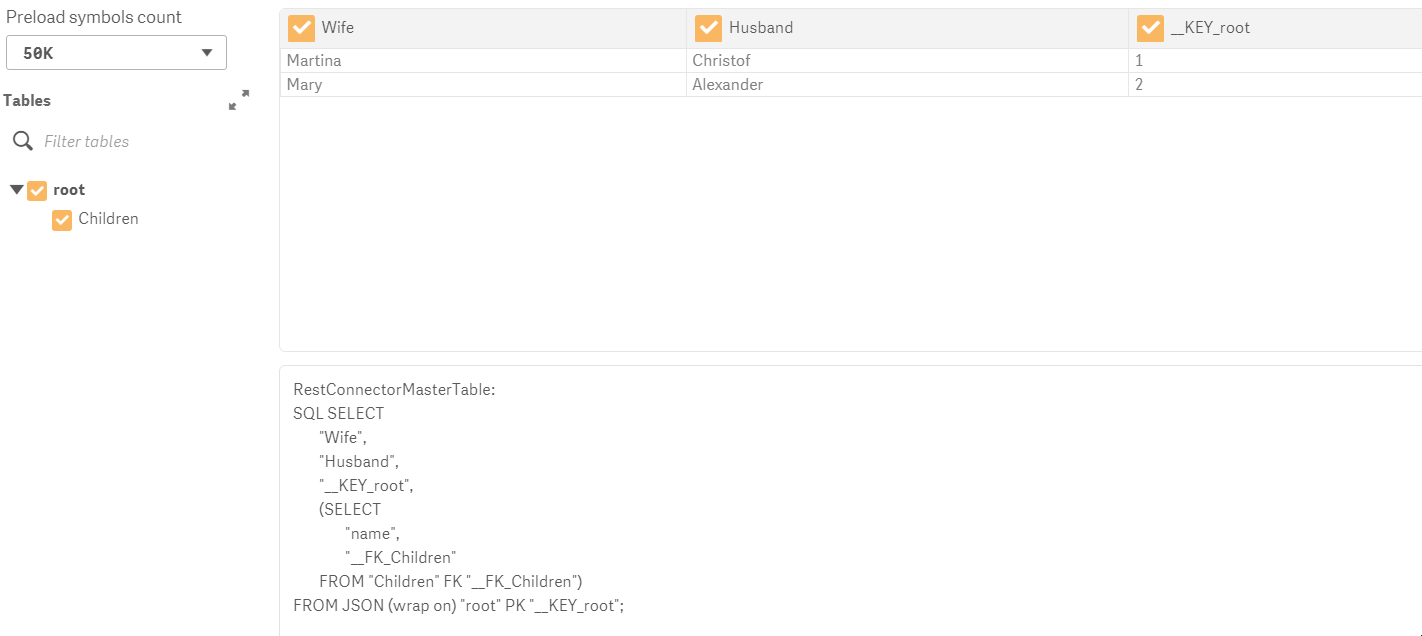 Preload symbols count
50K
Tables
Filter tables
root
Children
Wife Husband __KEY_root
Martina Christof 1
Mary Alexander 2
RestConnectorMasterTable:
SQL SELECT
"Wife",
"Husband",
"__KEY_root",
(SELECT
"name",
"__FK_Children"
FROM "Children" FK "__FK_Children")
FROM JSON (wrap on) "root" PK "__KEY_root";